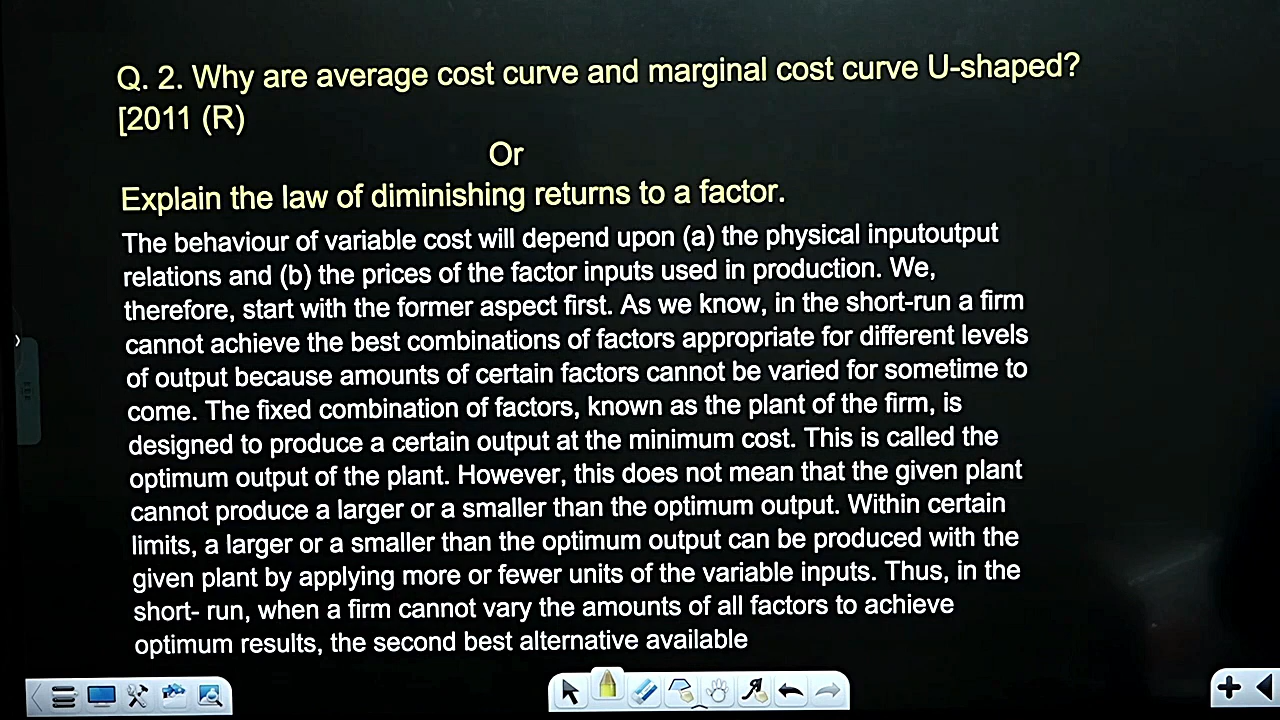 Q. 2. Why are average cost curve and marginal cost curve U-shaped?
[2011 (R)
Or
Explain the law of diminishing returns to a factor.
The behaviour of variable cost will depend upon (a) the physical inputoutput
relations and (b) the prices of the factor inputs used in production. We,
therefore, start with the former aspect first. As we know, in the short-run a firm
cannot achieve the best combinations of factors appropriate for different levels
of output because amounts of certain factors cannot be varied for sometime to
come. The fixed combination of factors, known as the plant of the firm, is
designed to produce a certain output at the minimum cost. This is called the
optimum output of the plant. However, this does not mean that the given plant
cannot produce a larger or a smaller than the optimum output. Within certain
limits, a larger or a smaller than the optimum output can be produced with the
given plant by applying more or fewer units of the variable inputs. Thus, in the
short- run, when a firm cannot vary the amounts of all factors to achieve
optimum results, the second best alternative available